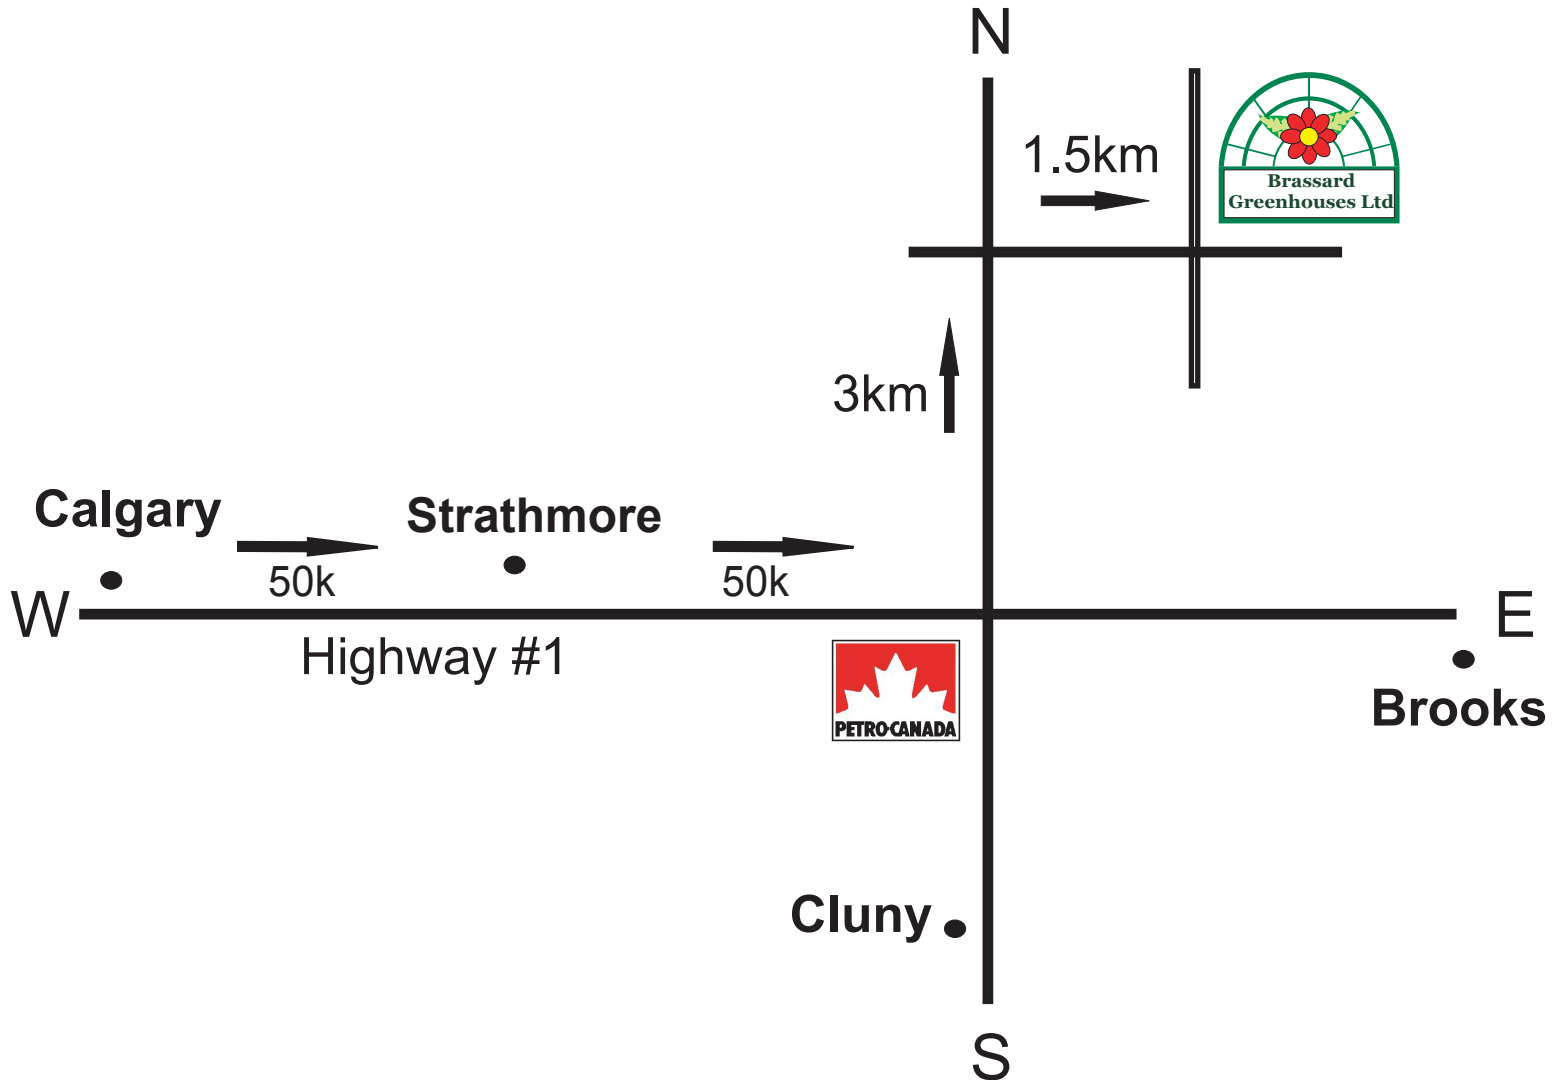 N
1.5km
Brassard
Greenhouses Ltd
3km
Calgary
Strathmore
50k
50k
W
E
Highway #1
PETRO-CANADA
Brooks
Cluny
S